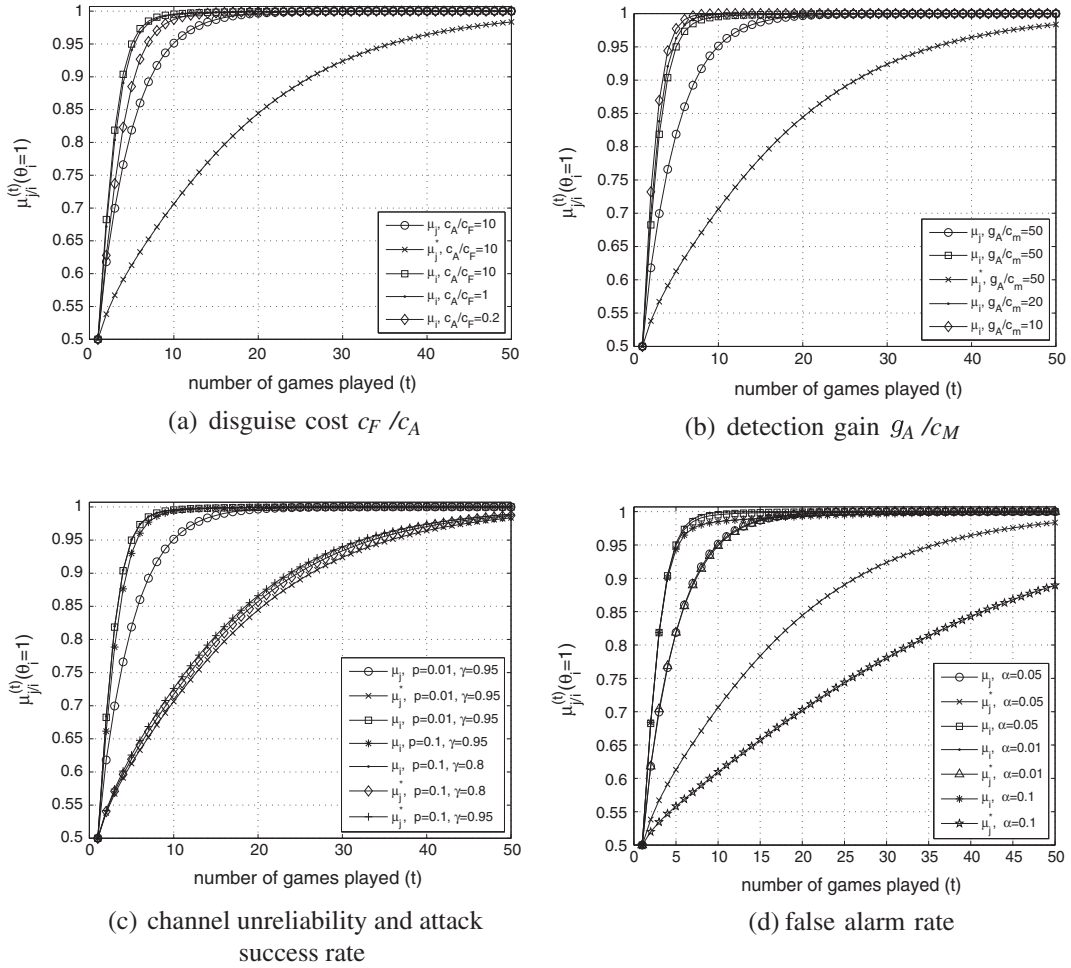 1
0.95
0.9
0.85
0.8
0.75
0.7
0.65
0.6
0.55
0.5
μ_{j/i}^{(t)}(θ_i=1)
0 10 20 30 40 50
number of games played (t)
μ_j, c_A/c_F=10
μ_j^*, c_A/c_F=10
μ_i, c_A/c_F=10
μ_i, c_A/c_F=1
μ_i, c_A/c_F=0.2
(a) disguise cost c_F /c_A
1
0.95
0.9
0.85
0.8
0.75
0.7
0.65
0.6
0.55
0.5
μ_{j/i}^{(t)}(θ_i=1)
0 10 20 30 40 50
number of games played (t)
μ_j, g_A/c_m=50
μ_i, g_A/c_m=50
μ_j^*, g_A/c_m=50
μ_i, g_A/c_m=20
μ_i, g_A/c_m=10
(b) detection gain g_A /c_M
1
0.95
0.9
0.85
0.8
0.75
0.7
0.65
0.6
0.55
0.5
μ_{j/i}^{(t)}(θ_i=1)
0 10 20 30 40 50
number of games played (t)
μ_j, p=0.01, γ=0.95
μ_j^*, p=0.01, γ=0.95
μ_i, p=0.01, γ=0.95
μ_i, p=0.1, γ=0.95
μ_i, p=0.1, γ=0.8
μ_j^*, p=0.1, γ=0.8
μ_j^*, p=0.1, γ=0.95
(c) channel unreliability and attack
success rate
1
0.95
0.9
0.85
0.8
0.75
0.7
0.65
0.6
0.55
0.5
μ_{j/i}^{(t)}(θ_i=1)
0 5 10 15 20 25 30 35 40 45 50
number of games played (t)
μ_j, α=0.05
μ_j^*, α=0.05
μ_i, α=0.05
μ_i, α=0.01
μ_j^*, α=0.01
μ_i, α=0.1
μ_j^*, α=0.1
(d) false alarm rate